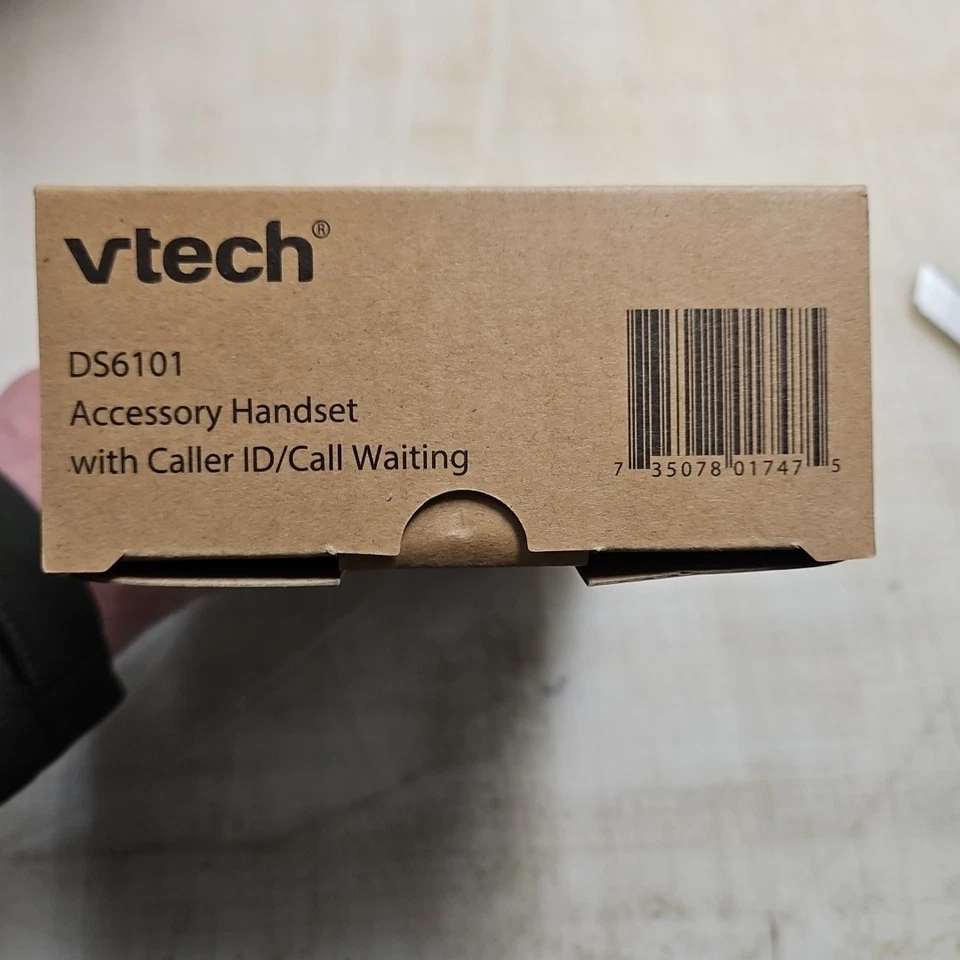 vtech®
DS6101
Accessory Handset
with Caller ID/Call Waiting
7 35078 01747 5